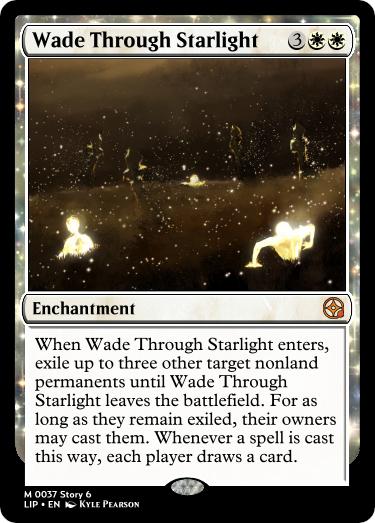 Wade Through Starlight 3
Enchantment
When Wade Through Starlight enters,
exile up to three other target nonland
permanents until Wade Through
Starlight leaves the battlefield. For as
long as they remain exiled, their owners
may cast them. Whenever a spell is cast
this way, each player draws a card.
M 0037 Story 6
LIP • EN Kyle Pearson